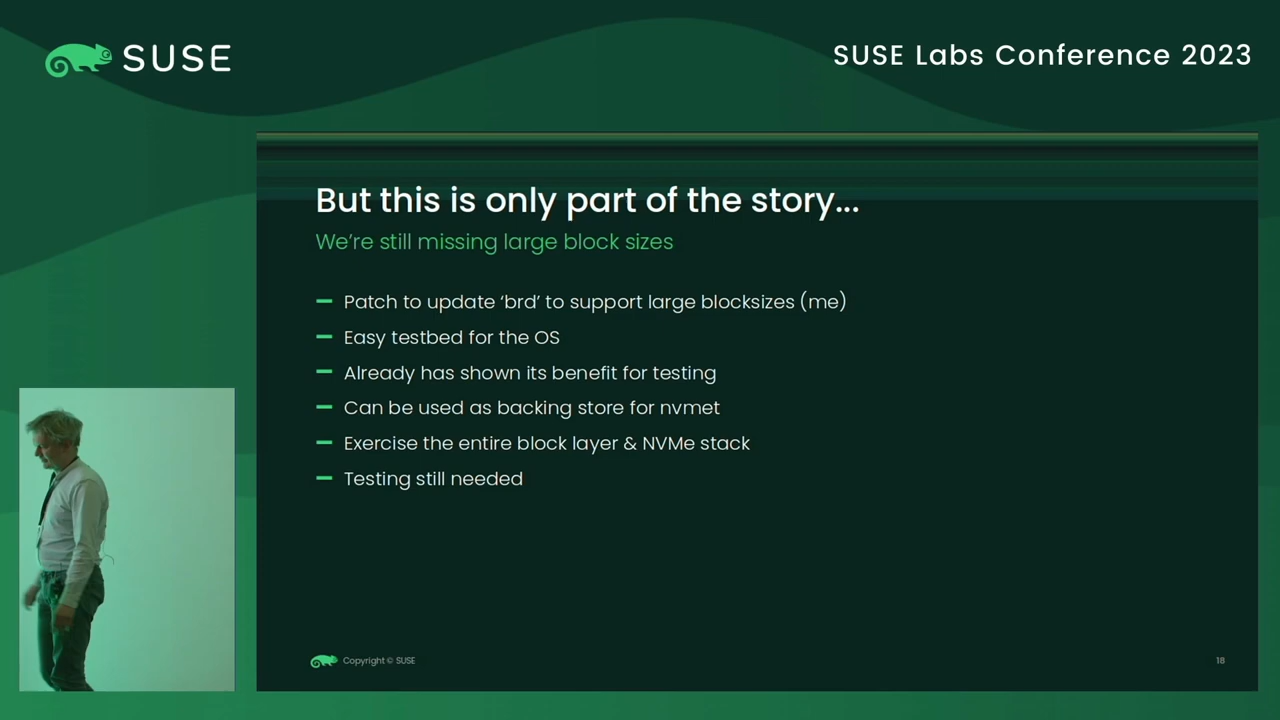 SUSE
SUSE Labs Conference 2023
But this is only part of the story...
We're still missing large block sizes
Patch to update ‘brd’ to support large blocksizes (me)
Easy testbed for the OS
Already has shown its benefit for testing
Can be used as backing store for nvmet
Exercise the entire block layer & NVMe stack
Testing still needed
Copyright © SUSE
18